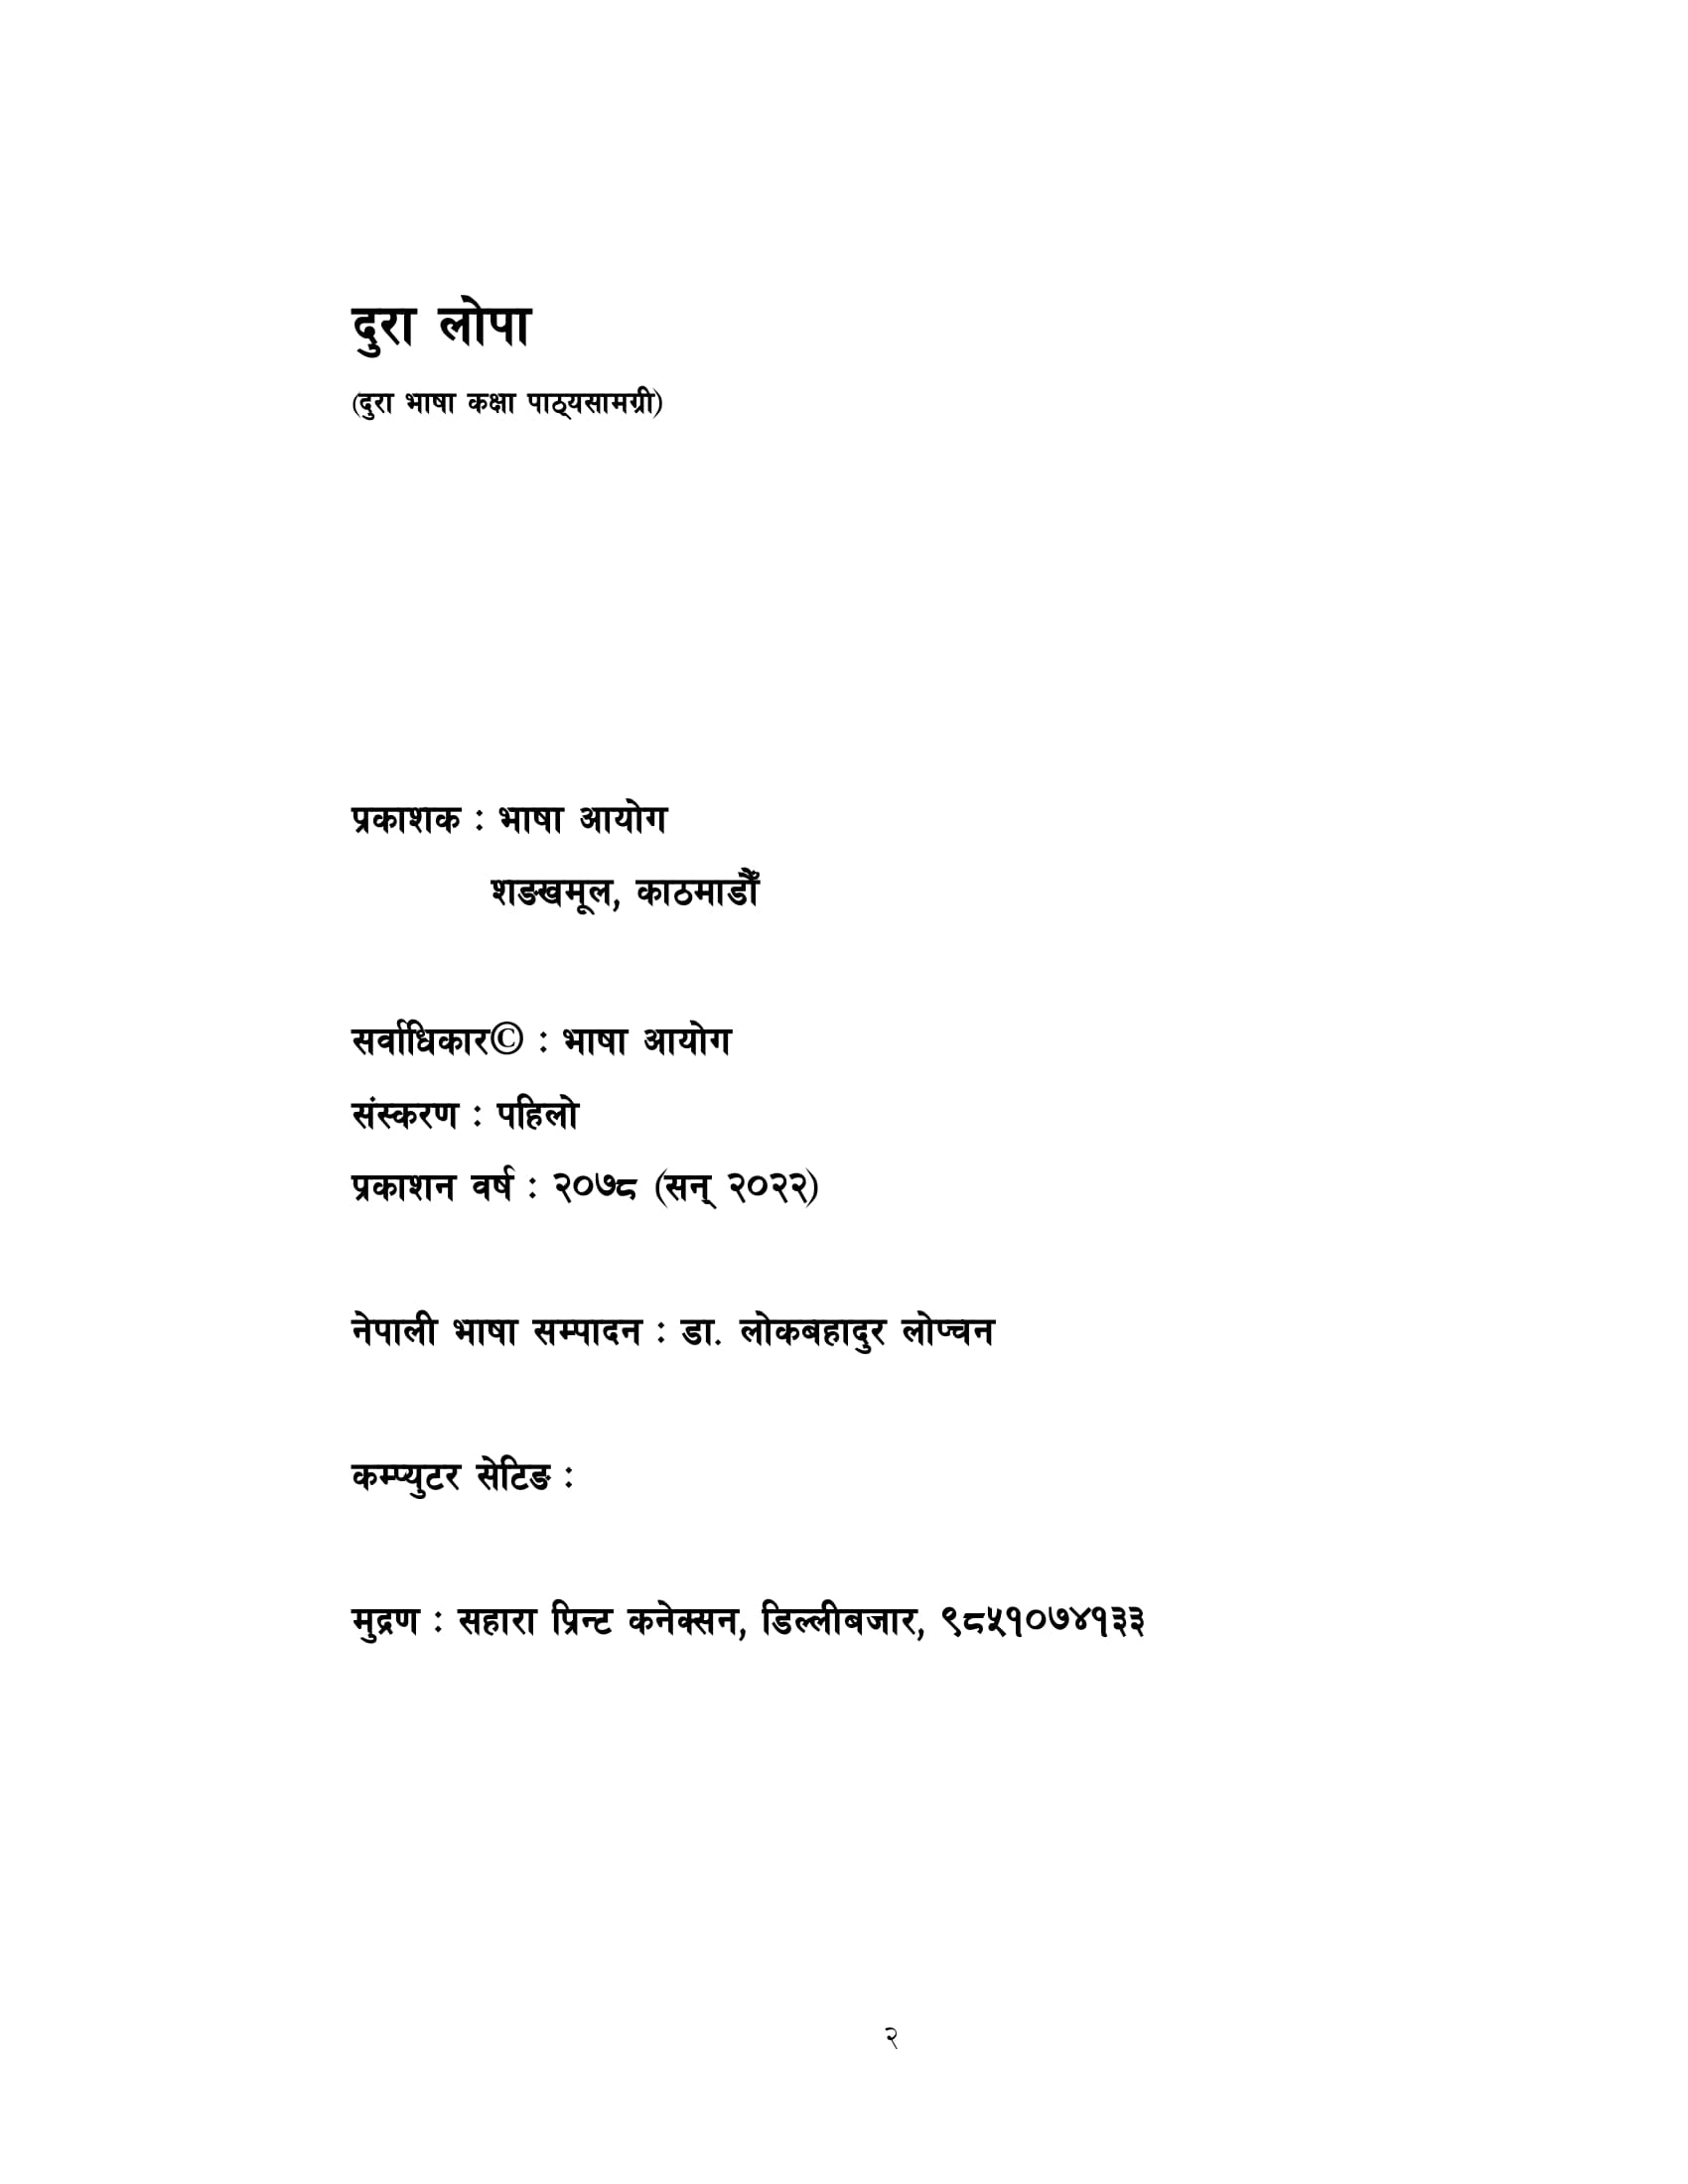 दुरा लोपा
(दुरा भाषा कक्षा पाठ्यसामग्री)
प्रकाशक : भाषा आयोग
शङ्खमूल, काठमाडौँ
सर्वाधिकार© : भाषा आयोग
संस्करण : पहिलो
प्रकाशन वर्ष : २०७८ (सन् २०२२)
नेपाली भाषा सम्पादन : डा. लोकबहादुर लोप्चन
कम्प्युटर सेटिङ :
मुद्रण : सहारा प्रिन्ट कनेक्सन, डिल्लीबजार, ९८५१०७४१३३
२